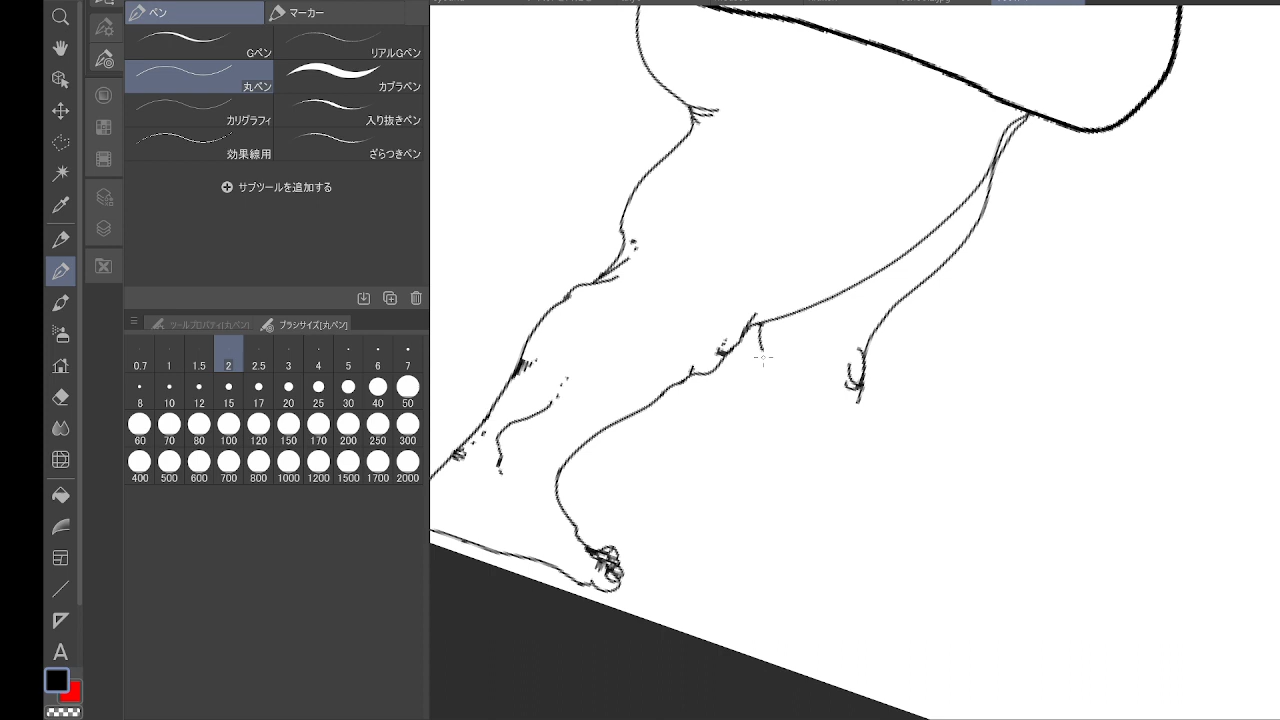 ペン マーカー
Gペン リアルGペン
丸ペン カブラペン
カリグラフィ 入り抜きペン
効果線用 ざらつきペン
サブツールを追加する
ツールプロパティ[丸ペン] ブラシサイズ[丸ペン]
0.7 1 1.5 2 2.5 3 4 5 6 7
8 10 12 15 17 20 25 30 40 50
60 70 80 100 120 150 170 200 250 300
400 500 600 700 800 1000 1200 1500 1700 2000
A